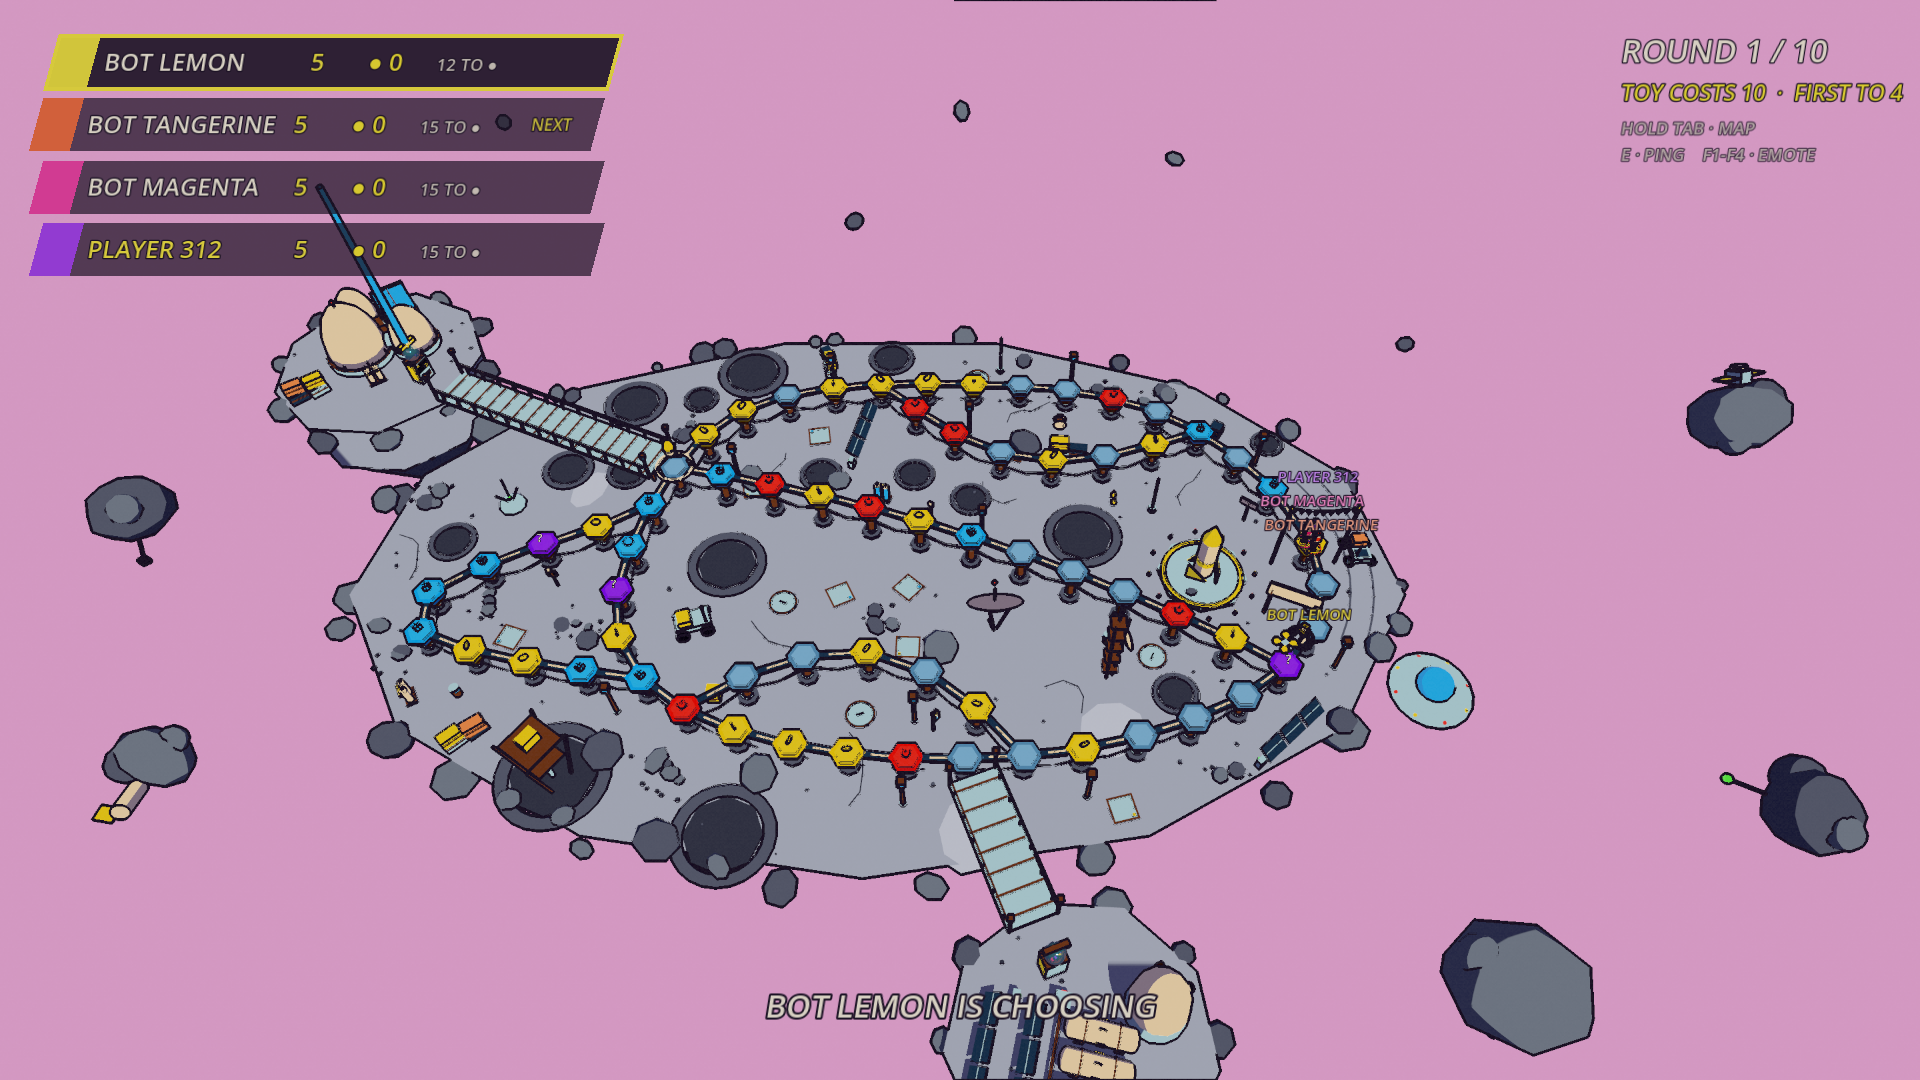 BOT LEMON 5 0 12 TO
BOT TANGERINE 5 0 15 TO NEXT
BOT MAGENTA 5 0 15 TO
PLAYER 312 5 0 15 TO
ROUND 1 / 10
TOY COSTS 10 · FIRST TO 4
HOLD TAB · MAP
E · PING F1-F4 · EMOTE
PLAYER 312
BOT MAGENTA
BOT TANGERINE
BOT LEMON
?
?
?
BOT LEMON IS CHOOSING